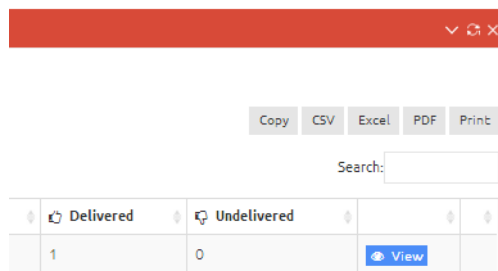 Copy CSV Excel PDF Print
Search:
Delivered Undelivered
1 0 View